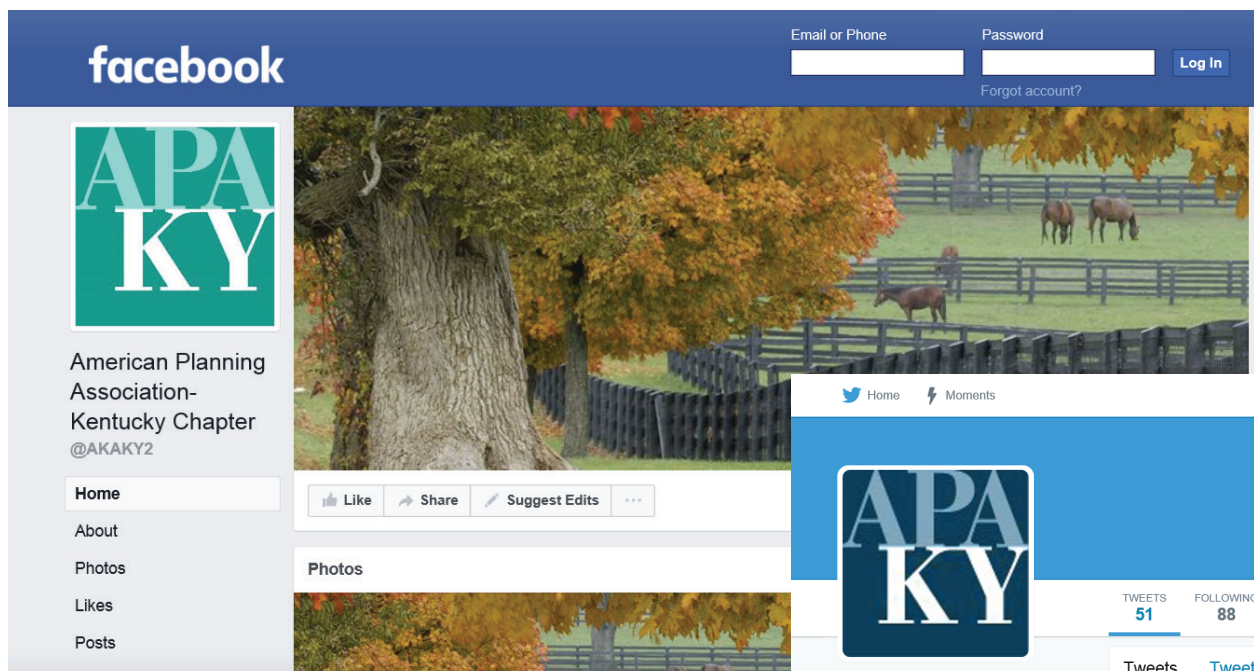 facebook
Email or Phone
Password
Log In
Forgot account?
APA
KY
American Planning
Association-
Kentucky Chapter
@AKAKY2
Home
About
Photos
Likes
Posts
Like
Share
Suggest Edits
...
Photos
Home
Moments
APA
KY
TWEETS
51
FOLLOWING
88
Tweets
Tweet